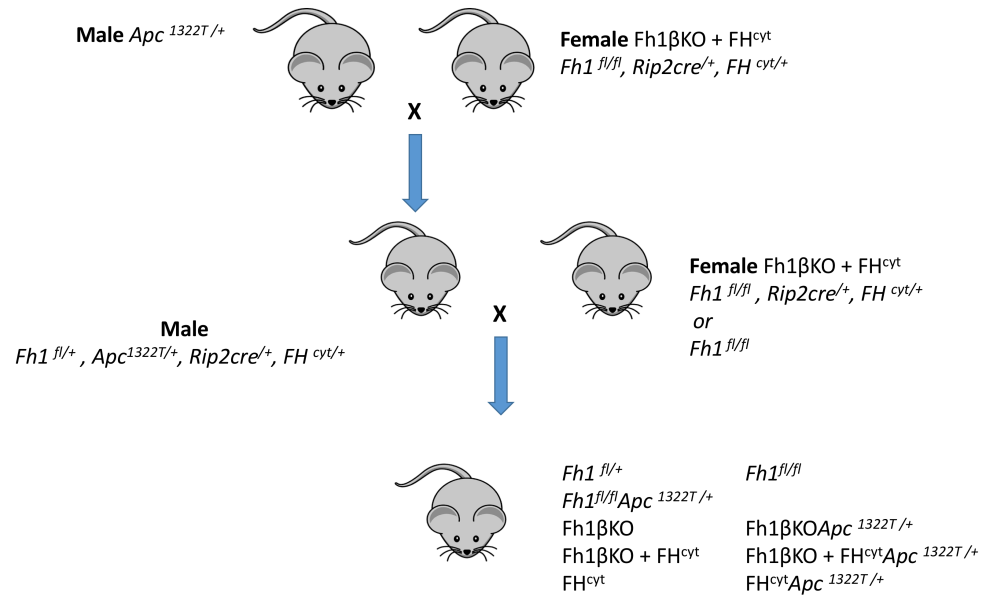 Male Apc 1322T /+
Female Fh1βKO + FHcyt
Fh1 fl/fl, Rip2cre/+, FH cyt/+
X
Female Fh1βKO + FHcyt
Fh1 fl/fl , Rip2cre/+, FH cyt/+
or
Fh1 fl/fl
X
Male
Fh1 fl/+ , Apc1322T/+, Rip2cre/+, FH cyt/+
Fh1 fl/+ Fh1fl/fl
Fh1fl/flApc 1322T /+
Fh1βKO Fh1βKOApc 1322T /+
Fh1βKO + FHcyt Fh1βKO + FHcytApc 1322T /+
FHcyt FHcytApc 1322T /+